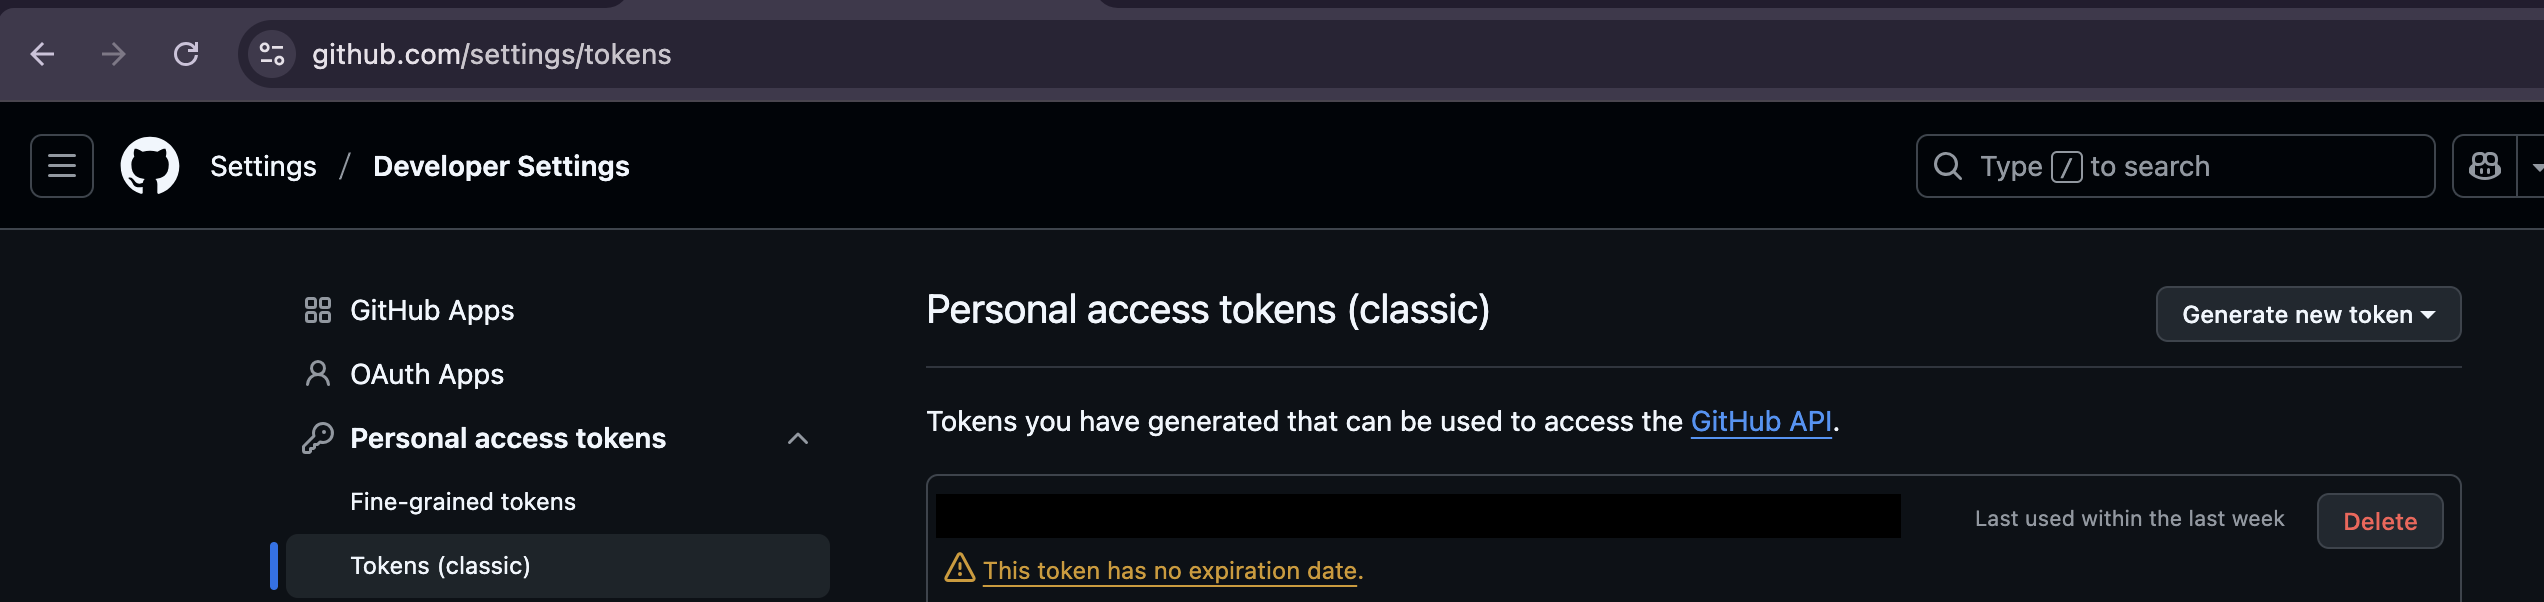 github.com/settings/tokens
Settings / Developer Settings
Type / to search
GitHub Apps
OAuth Apps
Personal access tokens
Fine-grained tokens
Tokens (classic)
Personal access tokens (classic)
Generate new token
Tokens you have generated that can be used to access the GitHub API.
Last used within the last week
Delete
This token has no expiration date.